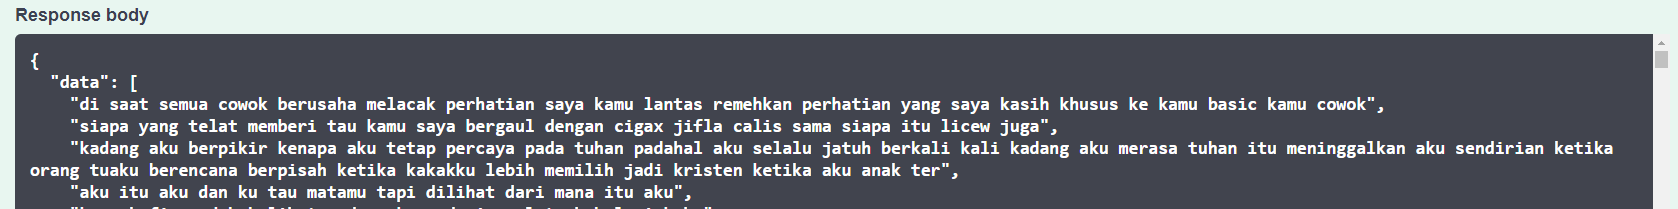 Response body
{
"data": [
"di saat semua cowok berusaha melacak perhatian saya kamu lantas remehkan perhatian yang saya kasih khusus ke kamu basic kamu cowok",
"siapa yang telat memberi tau kamu saya bergaul dengan cigax jifla calis sama siapa itu licew juga",
"kadang aku berpikir kenapa aku tetap percaya pada tuhan padahal aku selalu jatuh berkali kali kadang aku merasa tuhan itu meninggalkan aku sendirian ketika
orang tuaku berencana berpisah ketika kakakku lebih memilih jadi kristen ketika aku anak ter",
"aku itu aku dan ku tau matamu tapi dilihat dari mana itu aku",